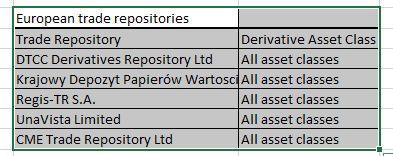 European trade repositories
Trade Repository Derivative Asset Class
DTCC Derivatives Repository Ltd All asset classes
Krajowy Depozyt Papierów Wartosci All asset classes
Regis-TR S.A. All asset classes
UnaVista Limited All asset classes
CME Trade Repository Ltd All asset classes